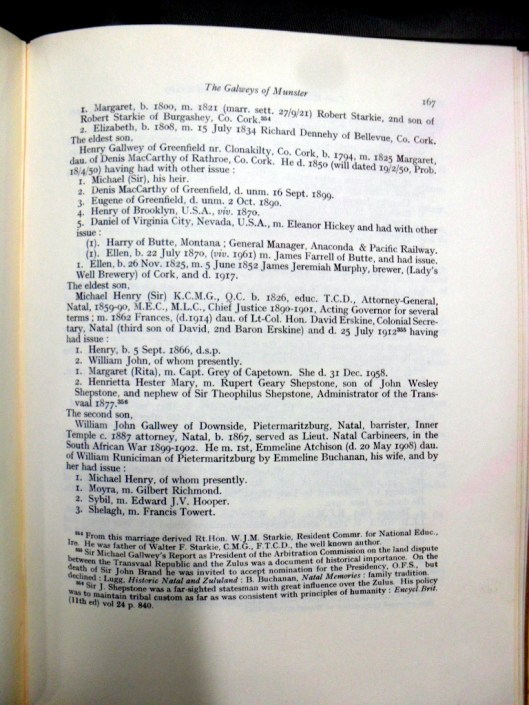 The Galweys of Munster
167
1. Margaret, b. 1800, m. 1821 (marr. sett. 27/9/21) Robert Starkie, 2nd son of
Robert Starkie of Burgashey, Co. Cork.³⁵⁴
2. Elizabeth, b. 1808, m. 15 July 1834 Richard Dennehy of Bellevue, Co. Cork.
The eldest son,
Henry Gallwey of Greenfield nr. Clonakilty, Co. Cork, b. 1794, m. 1825 Margaret,
dau. of Denis MacCarthy of Rathroe, Co. Cork. He d. 1850 (will dated 19/2/50, Prob.
18/4/50) having had with other issue :
1. Michael (Sir), his heir.
2. Denis MacCarthy of Greenfield, d. unm. 16 Sept. 1899.
3. Eugene of Greenfield, d. unm. 2 Oct. 1890.
4. Henry of Brooklyn, U.S.A., viv. 1870.
5. Daniel of Virginia City, Nevada, U.S.A., m. Eleanor Hickey and had with other
issue :
(1). Harry of Butte, Montana ; General Manager, Anaconda & Pacific Railway.
(1). Ellen, b. 22 July 1870, (viv. 1961) m. James Farrell of Butte, and had issue.
1. Ellen, b. 26 Nov. 1825, m. 5 June 1852 James Jeremiah Murphy, brewer, (Lady's
Well Brewery) of Cork, and d. 1917.
The eldest son,
Michael Henry (Sir) K.C.M.G., Q.C. b. 1826, educ. T.C.D., Attorney-General,
Natal, 1859-90, M.E.C., M.L.C., Chief Justice 1890-1901, Acting Governor for several
terms ; m. 1862 Frances, (d.1914) dau. of Lt-Col. Hon. David Erskine, Colonial Secre-
tary, Natal (third son of David, 2nd Baron Erskine) and d. 25 July 1912³⁵⁵ having
had issue :
1. Henry, b. 5 Sept. 1866, d.s.p.
2. William John, of whom presently.
1. Margaret (Rita), m. Capt. Grey of Capetown. She d. 31 Dec. 1958.
2. Henrietta Hester Mary, m. Rupert Geary Shepstone, son of John Wesley
Shepstone, and nephew of Sir Theophilus Shepstone, Administrator of the Trans-
vaal 1877.³⁵⁶
The second son,
William John Gallwey of Downside, Pietermaritzburg, Natal, barrister, Inner
Temple c. 1887 attorney, Natal, b. 1867, served as Lieut. Natal Carbineers, in the
South African War 1899-1902. He m. 1st, Emmeline Atchison (d. 20 May 1908) dau.
of William Runiciman of Pietermaritzburg by Emmeline Buchanan, his wife, and by
her had issue :
1. Michael Henry, of whom presently.
1. Moyra, m. Gilbert Richmond.
2. Sybil, m. Edward J.V. Hooper.
3. Shelagh, m. Francis Towert.
³⁵⁴ From this marriage derived Rt.Hon. W.J.M. Starkie, Resident Commr. for National Educ.,
Ire. He was father of Walter F. Starkie, C.M.G., F.T.C.D., the well known author.
³⁵⁵ Sir Michael Gallwey's Report as President of the Arbitration Commission on the land dispute
between the Transvaal Republic and the Zulus was a document of historical importance. On the
death of Sir John Brand he was invited to accept nomination for the Presidency, O.F.S., but
declined : Lugg, Historic Natal and Zululand : B. Buchanan, Natal Memories : family tradition.
³⁵⁶ Sir J. Shepstone was a far-sighted statesman with great influence over the Zulus. His policy
was to maintain tribal custom as far as was consistent with principles of humanity : Encycl. Brit.
(11th ed) vol 24 p. 840.